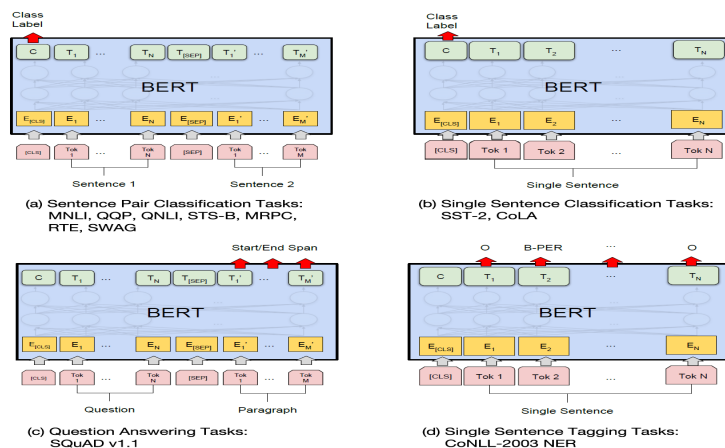 Class
Label
C T1 ... TN T[SEP] T1' ... TM'
BERT
E[CLS] E1 ... EN E[SEP] E1' ... EM'
[CLS] Tok 1 ... Tok N [SEP] Tok 1 ... Tok M
Sentence 1 Sentence 2
(a) Sentence Pair Classification Tasks:
MNLI, QQP, QNLI, STS-B, MRPC,
RTE, SWAG
Class
Label
C T1 T2 ... TN
BERT
E[CLS] E1 E2 ... EN
[CLS] Tok 1 Tok 2 ... Tok N
Single Sentence
(b) Single Sentence Classification Tasks:
SST-2, CoLA
Start/End Span
C T1 ... TN T[SEP] T1' ... TM'
BERT
E[CLS] E1 ... EN E[SEP] E1' ... EM'
[CLS] Tok 1 ... Tok N [SEP] Tok 1 ... Tok M
Question Paragraph
(c) Question Answering Tasks:
SQuAD v1.1
O B-PER ... O
C T1 T2 ... TN
BERT
E[CLS] E1 E2 ... EN
[CLS] Tok 1 Tok 2 ... Tok N
Single Sentence
(d) Single Sentence Tagging Tasks:
CoNLL-2003 NER